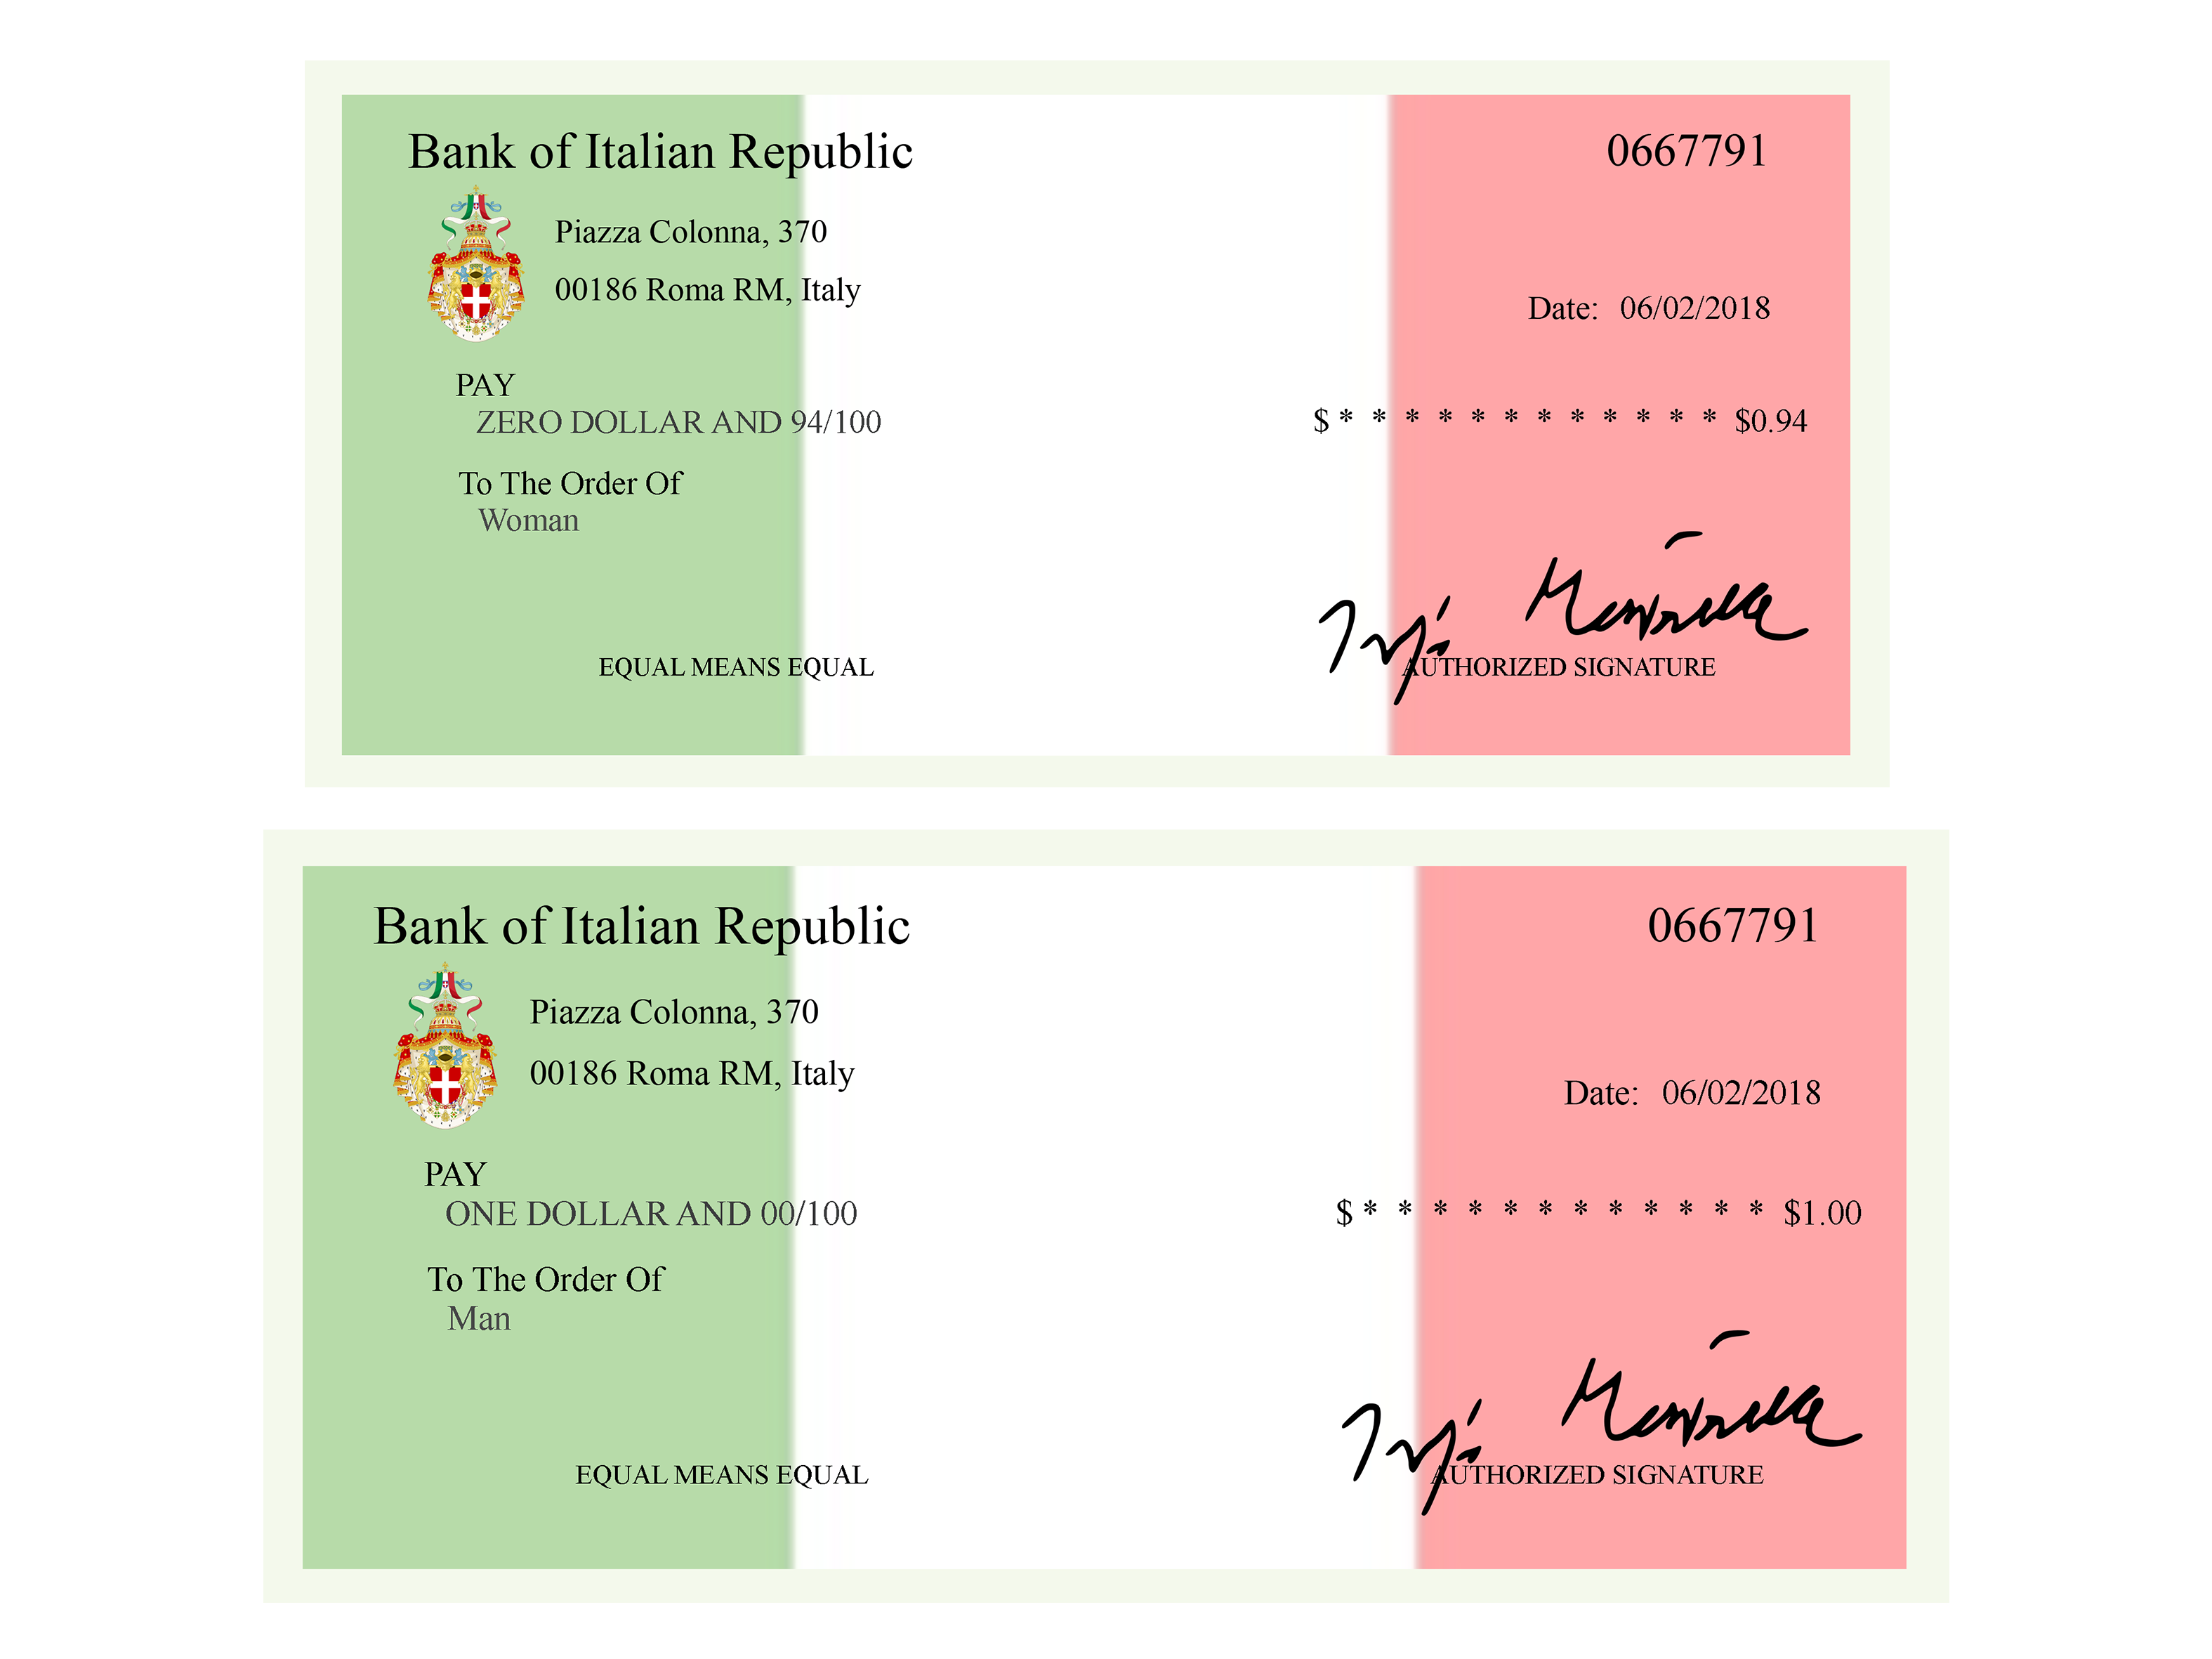 Bank of Italian Republic
0667791
Piazza Colonna, 370
00186 Roma RM, Italy
Date: 06/02/2018
PAY
ZERO DOLLAR AND 94/100
$ * * * * * * * * * * * * $0.94
To The Order Of
Woman
EQUAL MEANS EQUAL
AUTHORIZED SIGNATURE
Bank of Italian Republic
0667791
Piazza Colonna, 370
00186 Roma RM, Italy
Date: 06/02/2018
PAY
ONE DOLLAR AND 00/100
$ * * * * * * * * * * * * $1.00
To The Order Of
Man
EQUAL MEANS EQUAL
AUTHORIZED SIGNATURE